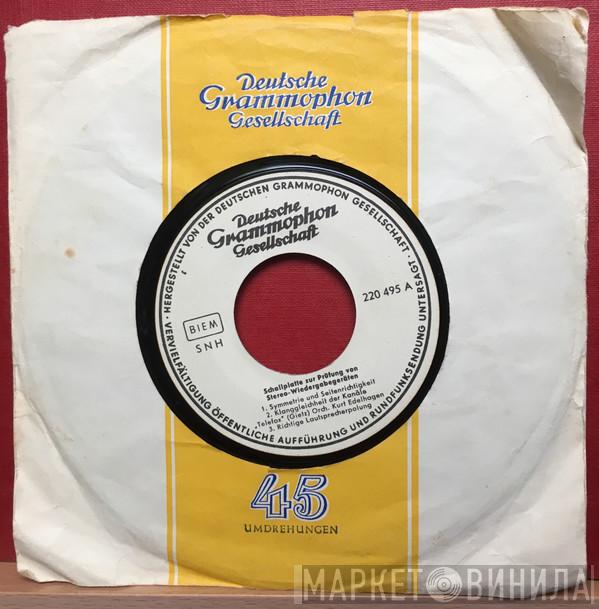 Deutsche
Grammophon
Gesellschaft
· HERGESTELLT VON DER DEUTSCHEN GRAMMOPHON GESELLSCHAFT ·
VERVIELFÄLTIGUNG ÖFFENTLICHE AUFFÜHRUNG UND RUNDFUNKSENDUNG UNTERSAGT ·
Deutsche
Grammophon
Gesellschaft
220 495 A
BIEM
SNH
Schallplatte zur Prüfung von
Stereo-Wiedergabegeräten
1. Symmetrie und Seitenrichtigkeit
2. Klanggleichheit der Kanäle
"Telefox" (Gietz) Orch. Kurt Edelhagen
3. Richtige Lautsprecherpolung
45
UMDREHUNGEN
МАРКЕТ ВИНИЛА